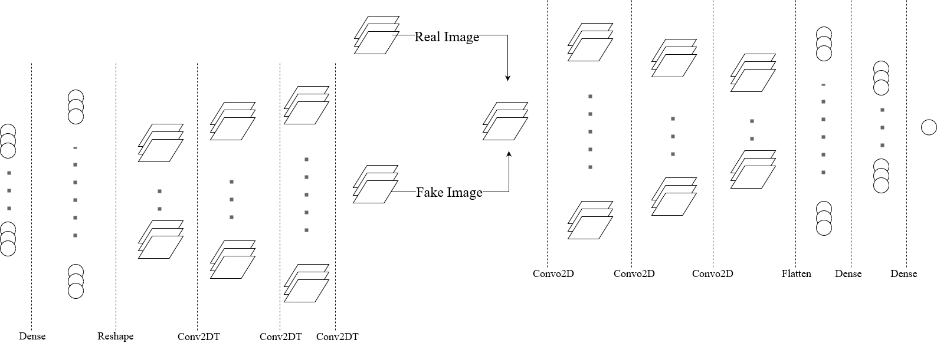 Real Image
Fake Image
Convo2D Convo2D Convo2D Flatten Dense Dense
Dense Reshape Conv2DT Conv2DT Conv2DT